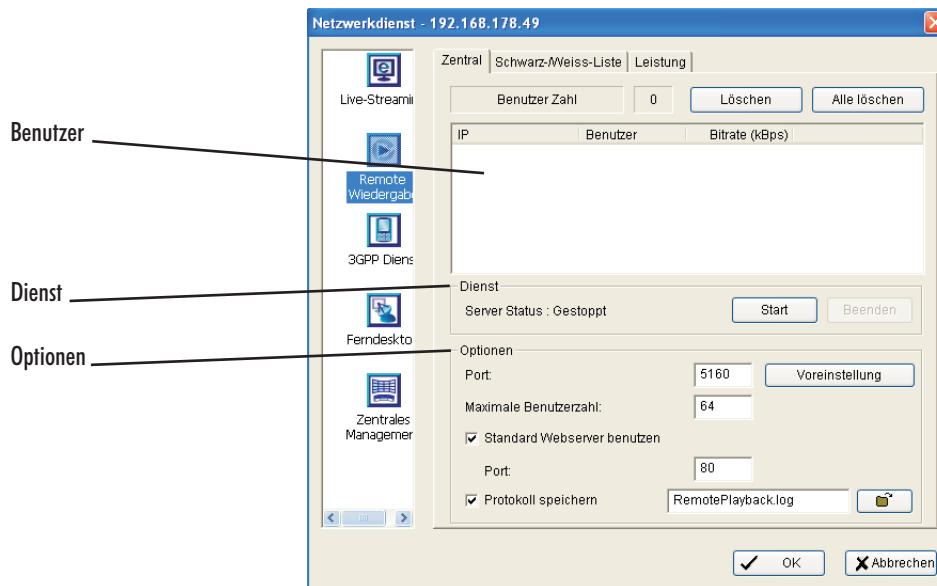 Netzwerkdienst - 192.168.178.49
Benutzer
Dienst
Optionen
Live-Streamin
Remote
Wiedergabe
3GPP Diens
Ferndeskto
Zentrales
Managemer
Zentral
Schwarz-/Weiss-Liste
Leistung
Benutzer Zahl
0
Löschen
Alle löschen
IP
Benutzer
Bitrate (kBps)
Dienst
Server Status : Gestoppt
Start
Beenden
Optionen
Port:
5160
Voreinstellung
Maximale Benutzerzahl:
64
Standard Webserver benutzen
Port:
80
Protokoll speichern
RemotePlayback.log
OK
Abbrechen